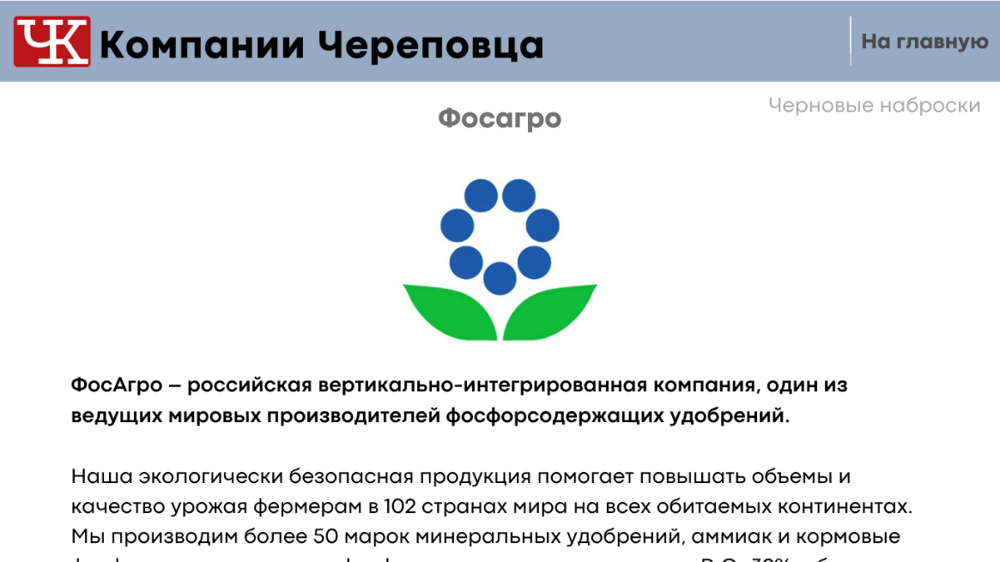 ЧК Компании Череповца
На главную
Черновые наброски
Фосагро
ФосАгро – российская вертикально-интегрированная компания, один из
ведущих мировых производителей фосфорсодержащих удобрений.
Наша экологически безопасная продукция помогает повышать объемы и
качество урожая фермерам в 102 странах мира на всех обитаемых континентах.
Мы производим более 50 марок минеральных удобрений, аммиак и кормовые